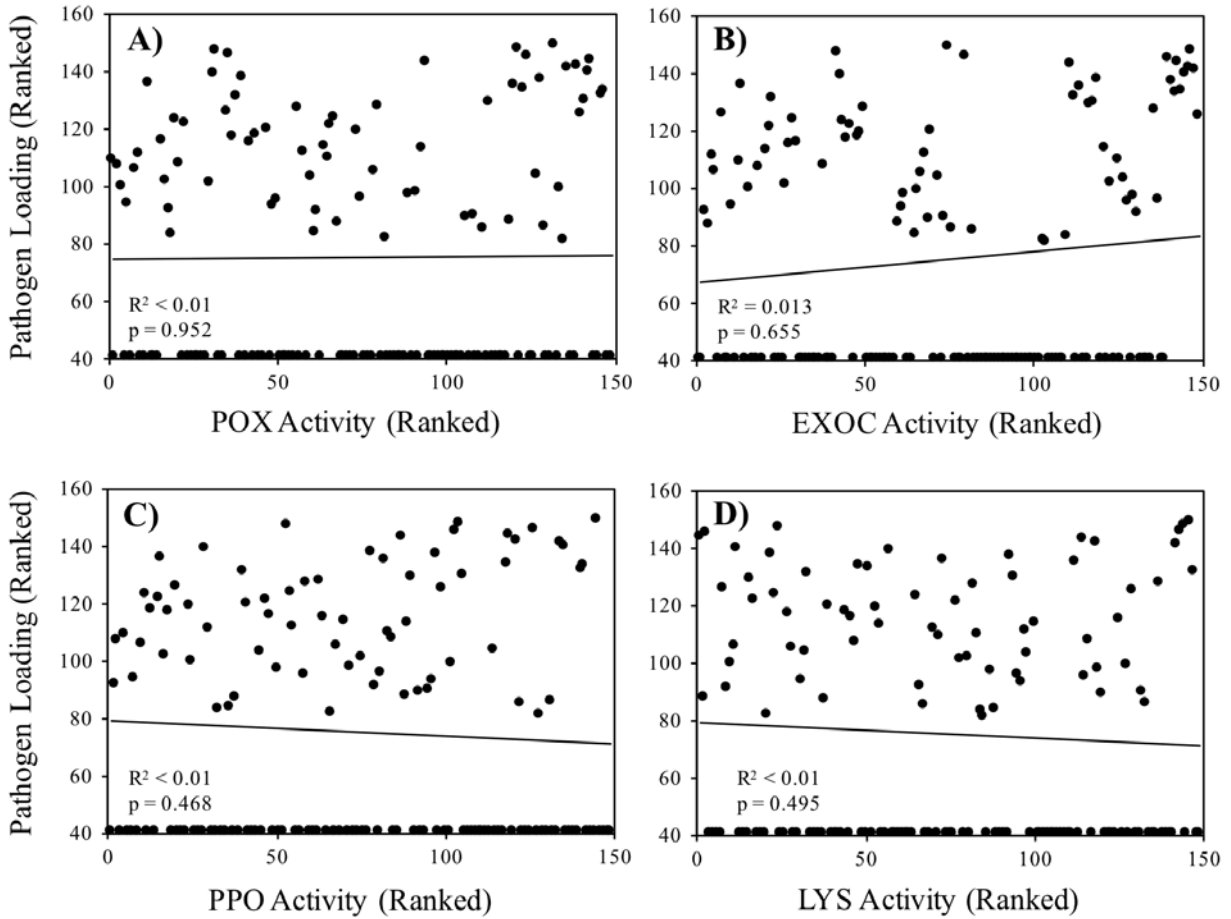 A)
160
140
120
100
80
60
40
Pathogen Loading (Ranked)
R² < 0.01
p = 0.952
0 50 100 150
POX Activity (Ranked)
B)
160
140
120
100
80
60
40
R² = 0.013
p = 0.655
0 50 100 150
EXOC Activity (Ranked)
C)
160
140
120
100
80
60
40
Pathogen Loading (Ranked)
R² < 0.01
p = 0.468
0 50 100 150
PPO Activity (Ranked)
D)
160
140
120
100
80
60
40
R² < 0.01
p = 0.495
0 50 100 150
LYS Activity (Ranked)